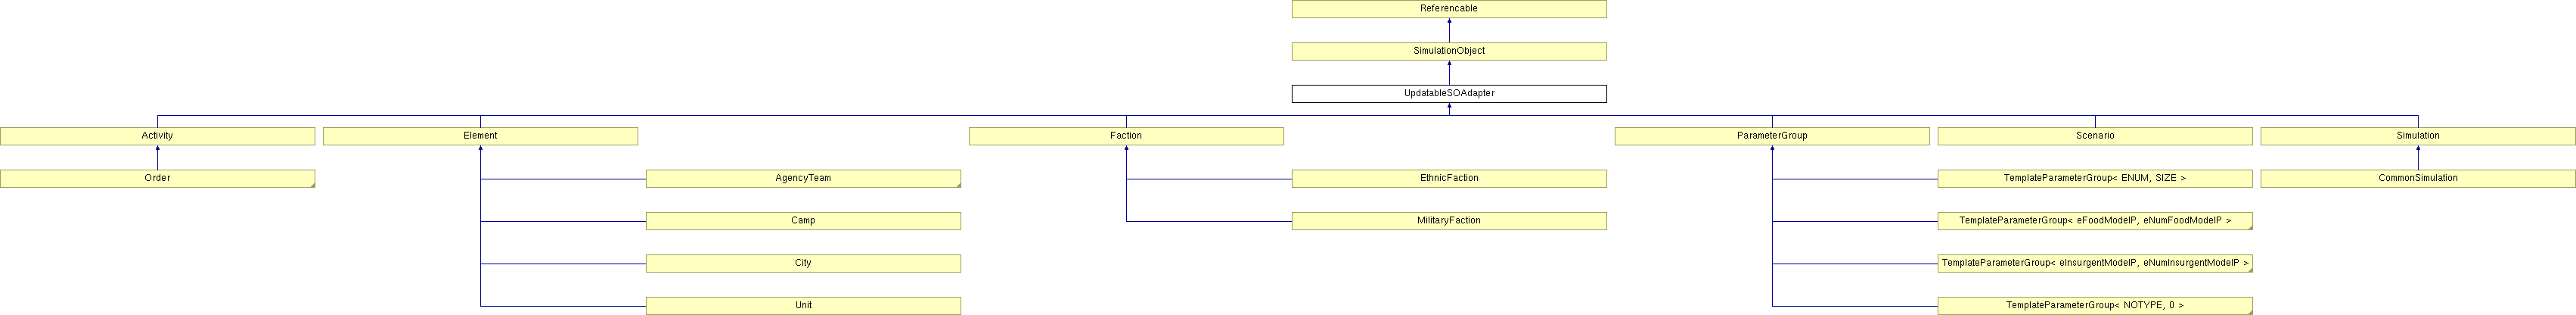 Referencable
SimulationObject
UpdatableSOAdapter
Activity
Element
Faction
ParameterGroup
Scenario
Simulation
Order
AgencyTeam
EthnicFaction
TemplateParameterGroup< ENUM, SIZE >
CommonSimulation
Camp
MilitaryFaction
TemplateParameterGroup< eFoodModelP, eNumFoodModelP >
City
TemplateParameterGroup< eInsurgentModelP, eNumInsurgentModelP >
Unit
TemplateParameterGroup< NOTYPE, 0 >